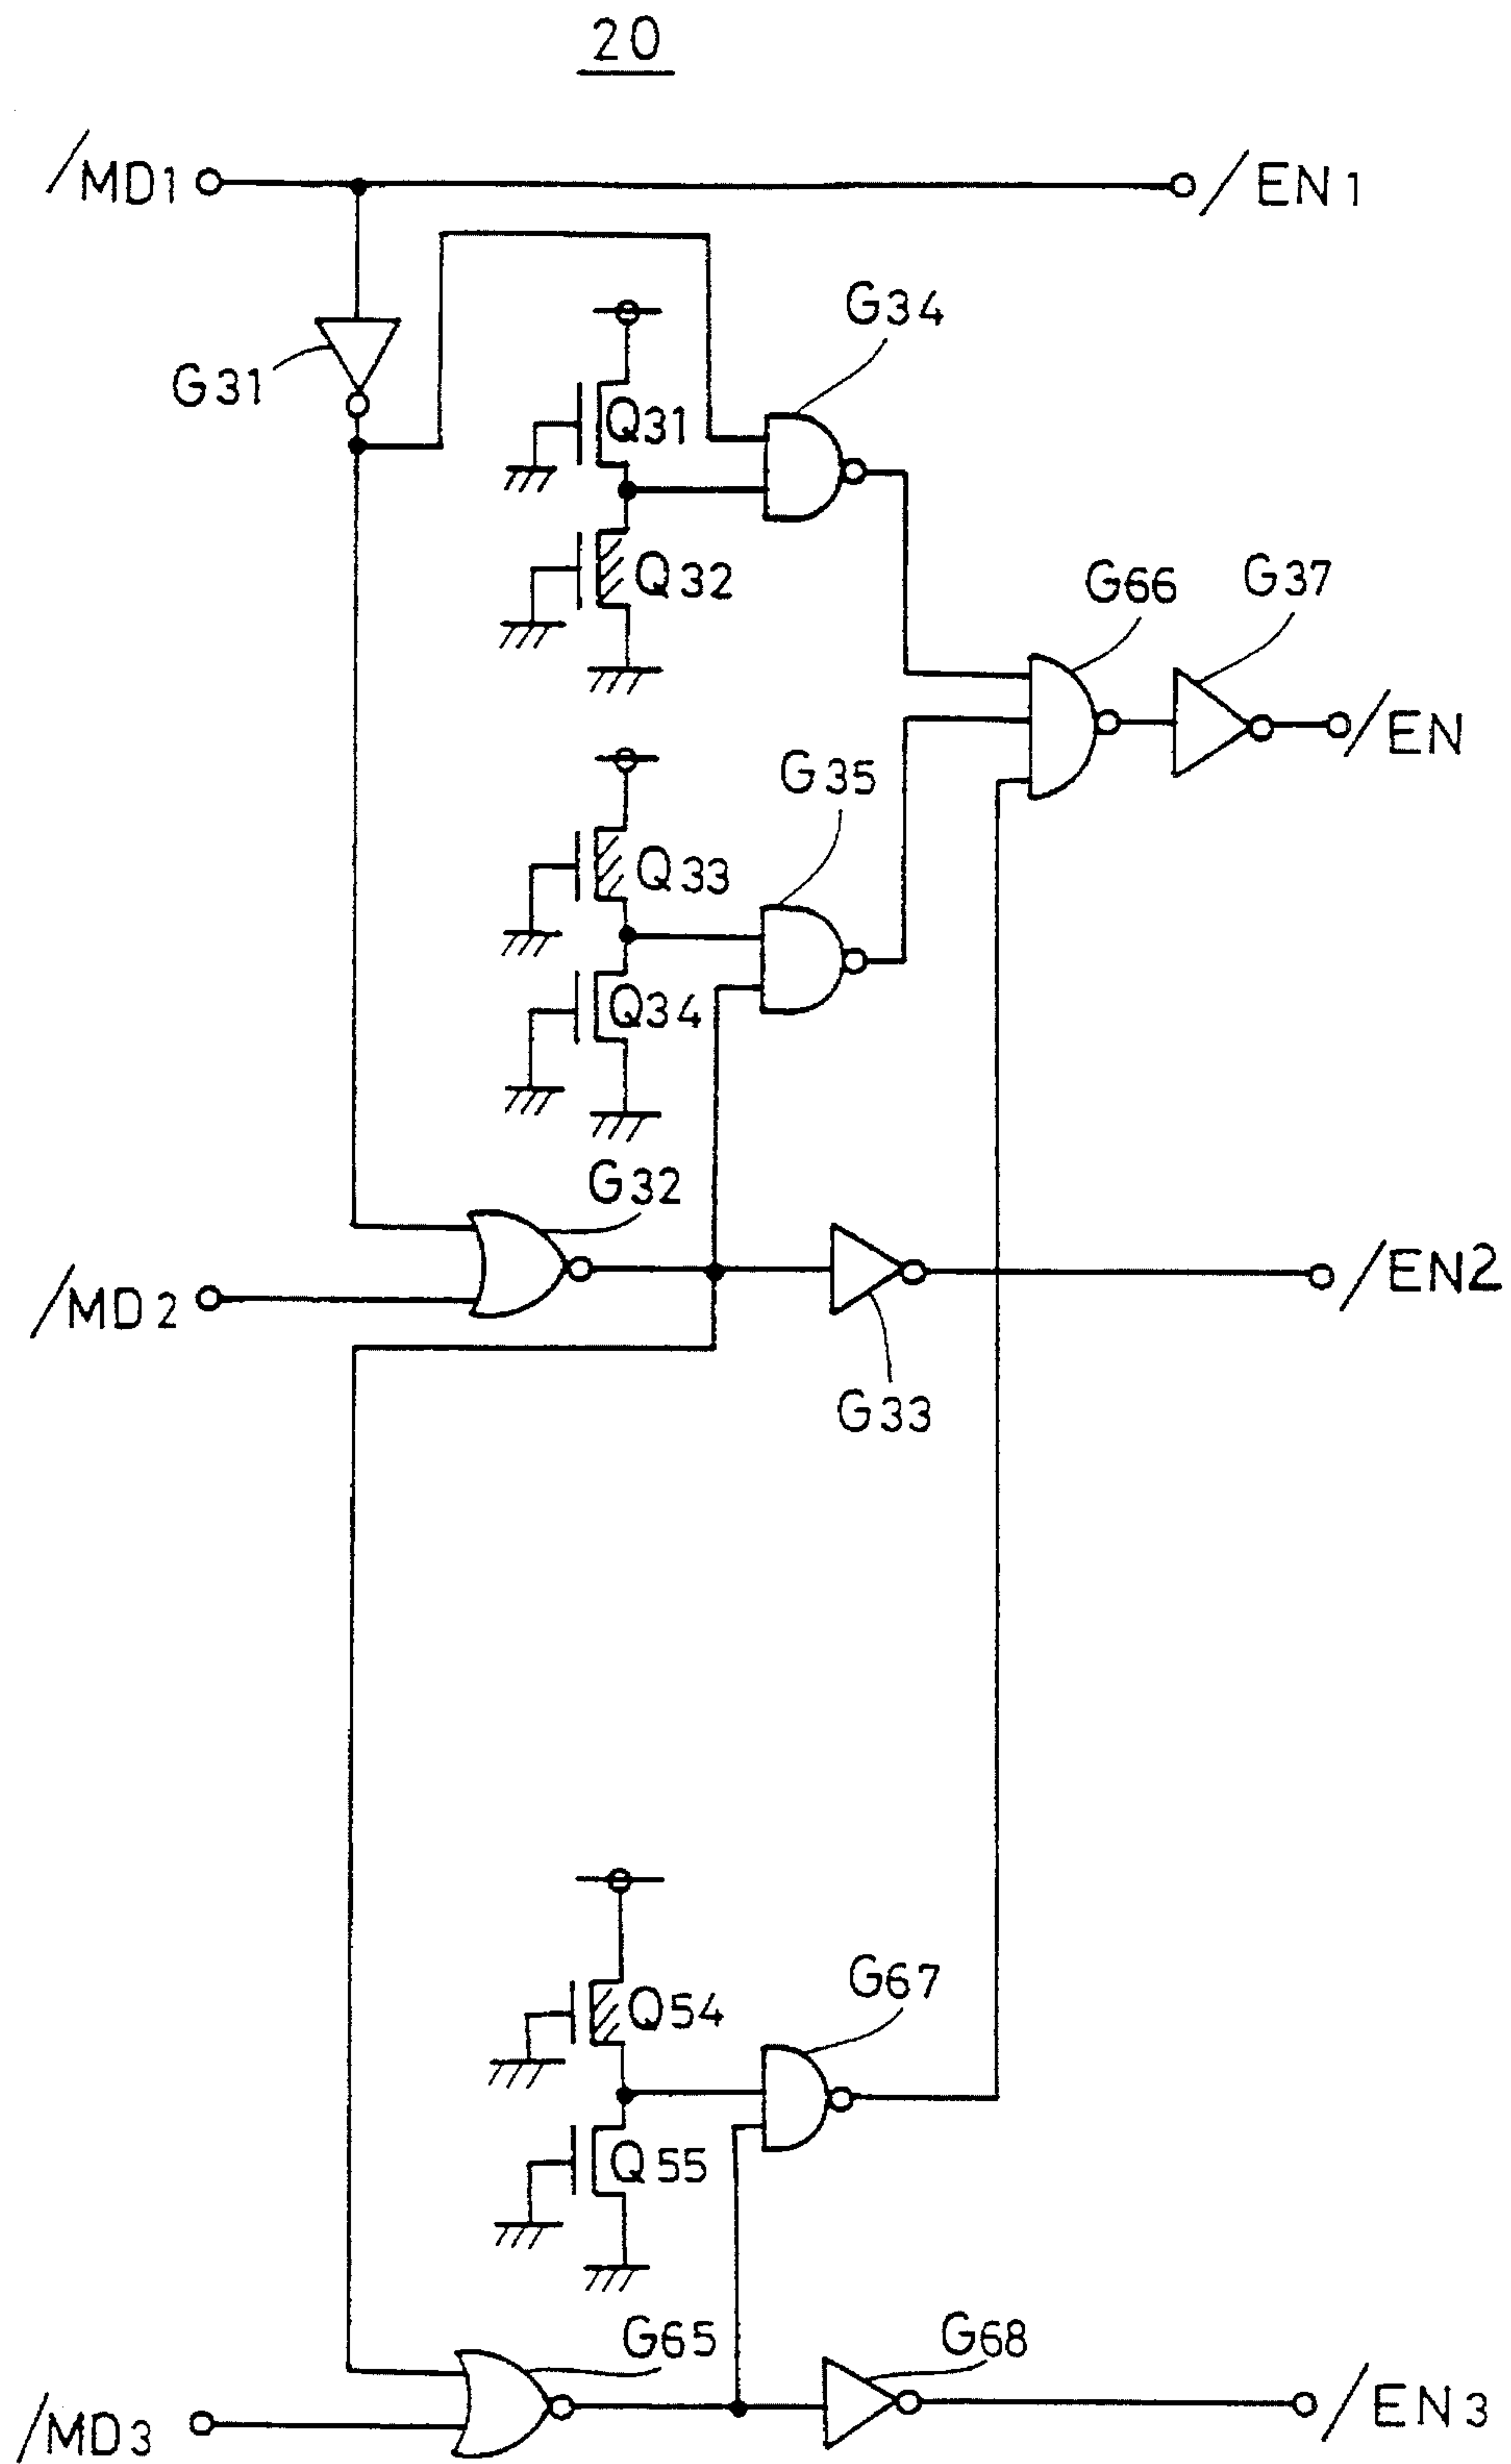 20
/MD1
/EN1
G34
G31
Q31
Q32
G66
G37
/EN
G35
Q33
Q34
G32
/EN2
/MD2
G33
G67
Q54
Q55
G65
G68
/EN3
/MD3